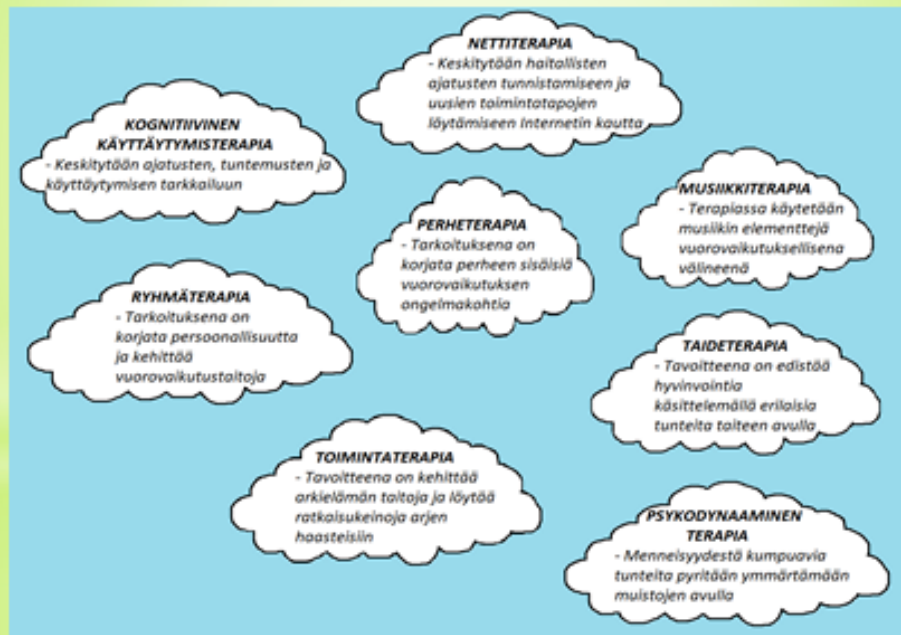 NETTITERAPIA
- Keskitytään haitallisten
ajatusten tunnistamiseen ja
uusien toimintatapojen
löytämiseen Internetin kautta
KOGNITIIVINEN
KÄYTTÄYTYMISTERAPIA
- Keskitytään ajatusten, tuntemusten ja
käyttäytymisen tarkkailuun
MUSIIKKITERAPIA
- Terapiassa käytetään
musiikin elementtejä
vuorovaikutuksellisena
välineenä
PERHETERAPIA
- Tarkoituksena on
korjata perheen sisäisiä
vuorovaikutuksen
ongelmakohtia
RYHMÄTERAPIA
- Tarkoituksena on
korjata persoonallisuutta
ja kehittää
vuorovaikutustaitoja
TAIDETERAPIA
- Tavoitteena on edistää
hyvinvointia
käsittelemällä erilaisia
tunteita taiteen avulla
TOIMINTATERAPIA
- Tavoitteena on kehittää
arkielämän taitoja ja löytää
ratkaisukeinoja arjen
haasteisiin
PSYKODYNAAMINEN
TERAPIA
- Menneisyydestä kumpuavia
tunteita pyritään ymmärtämään
muistojen avulla